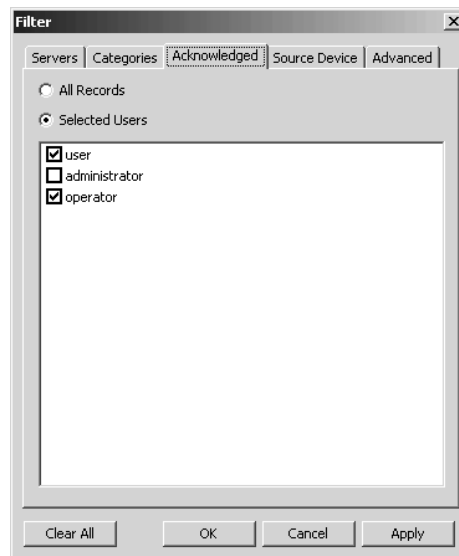 Filter
Servers Categories Acknowledged Source Device Advanced
All Records
Selected Users
user
administrator
operator
Clear All OK Cancel Apply